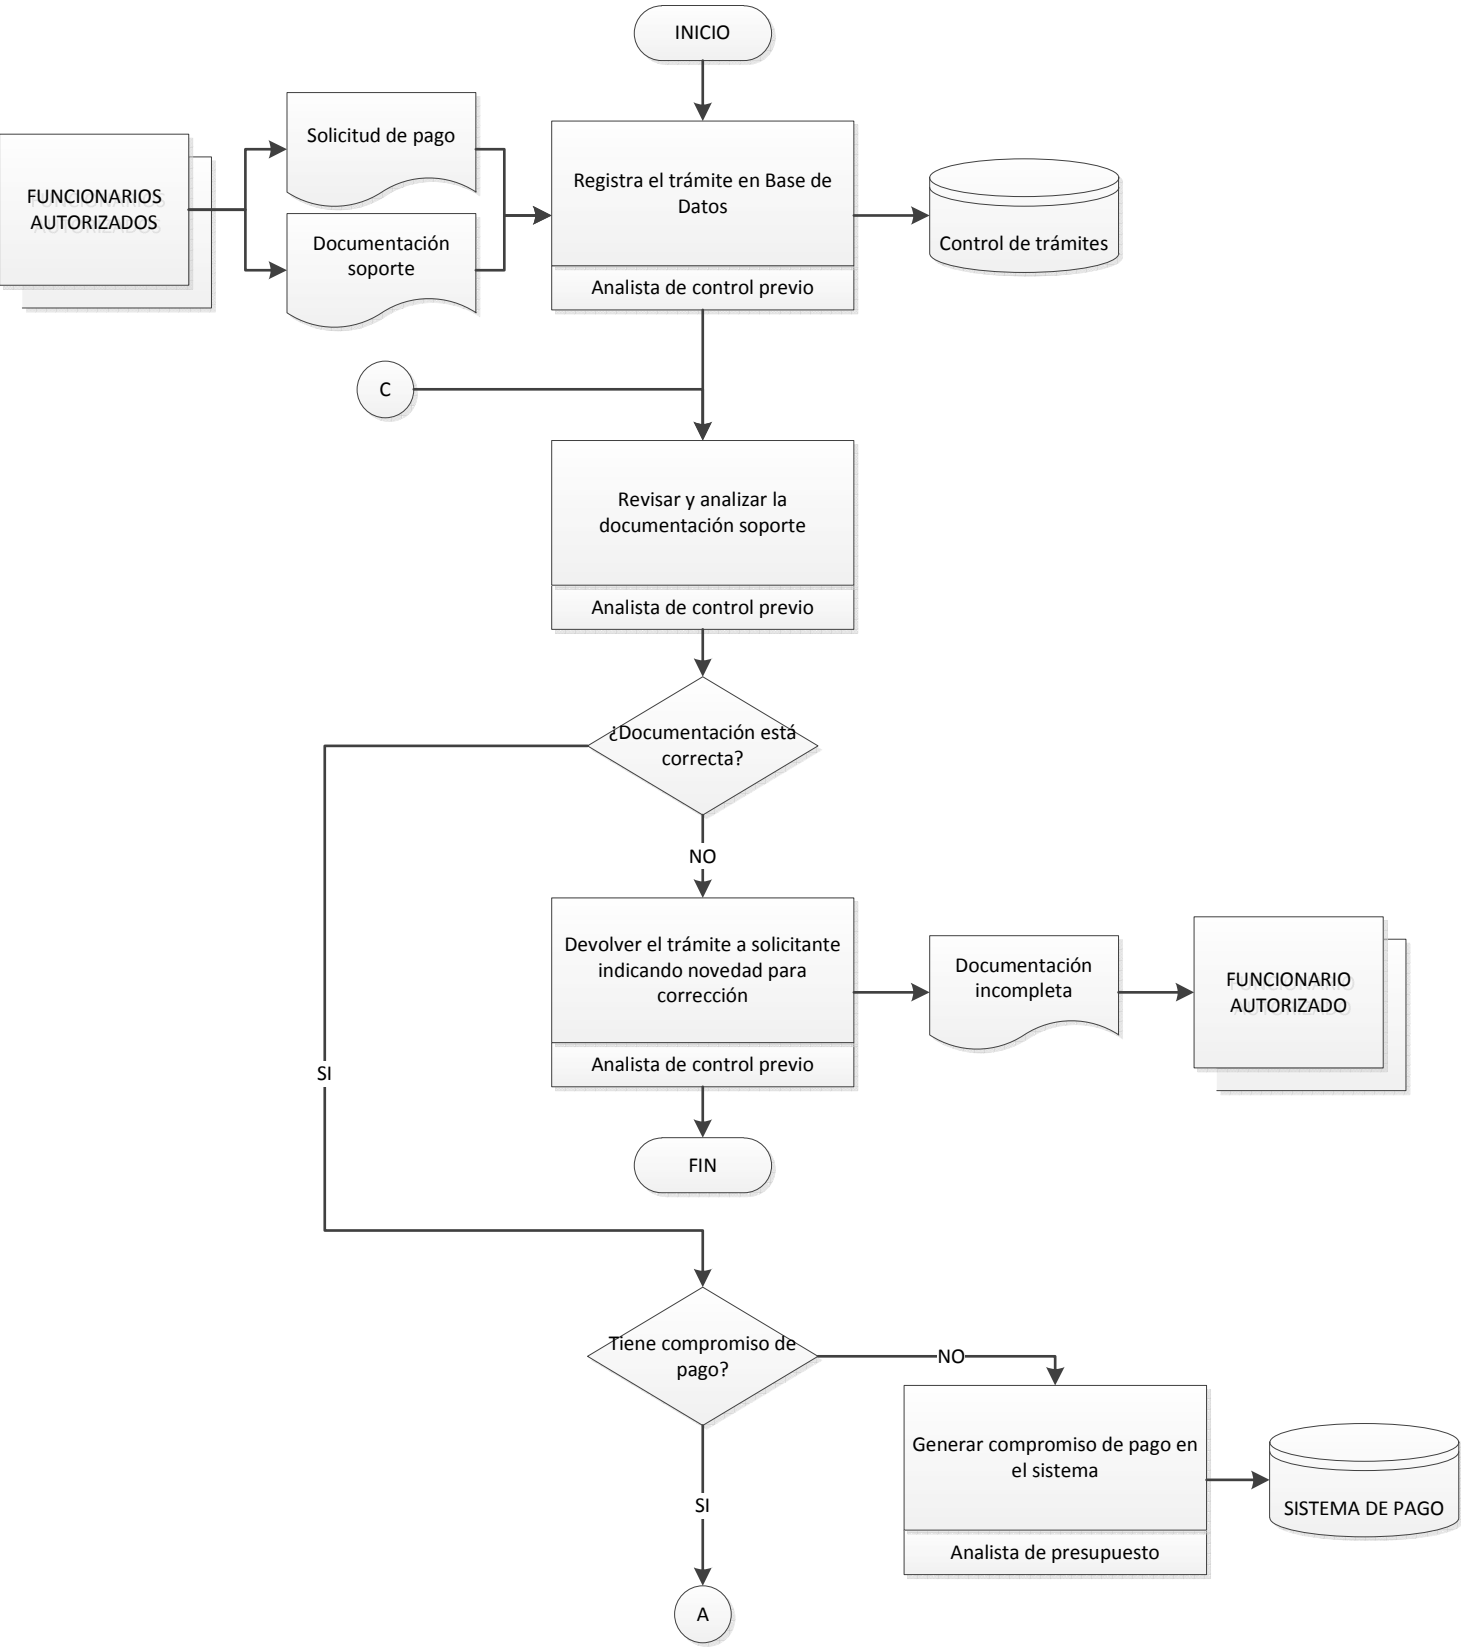 INICIO
FUNCIONARIOS
AUTORIZADOS
Solicitud de pago
Documentación
soporte
Registra el trámite en Base de
Datos
Analista de control previo
Control de trámites
C
Revisar y analizar la
documentación soporte
Analista de control previo
¿Documentación está
correcta?
NO
Devolver el trámite a solicitante
indicando novedad para
corrección
Analista de control previo
Documentación
incompleta
FUNCIONARIO
AUTORIZADO
SI
FIN
Tiene compromiso de
pago?
NO
Generar compromiso de pago en
el sistema
Analista de presupuesto
SISTEMA DE PAGO
SI
A